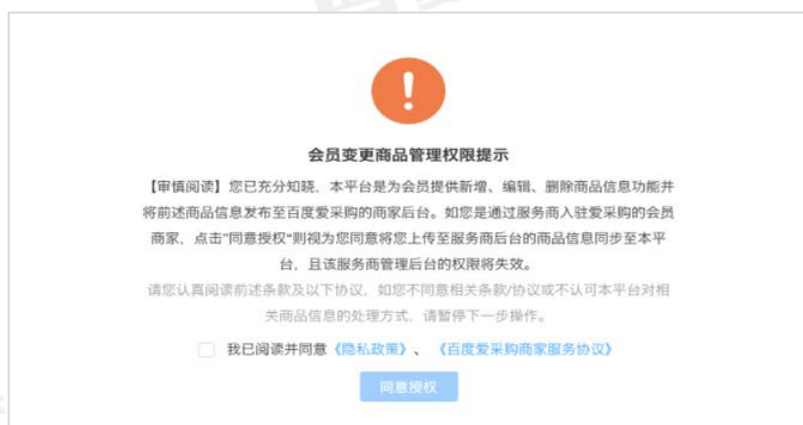 !
会员变更商品管理权限提示
【审慎阅读】您已充分知晓，本平台是为会员提供新增、编辑、删除商品信息功能并
将前述商品信息发布至百度爱采购的商家后台。如您是通过服务商入驻爱采购的会员
商家，点击"同意授权"则视为您同意将您上传至服务商后台的商品信息同步至本平
台，且该服务商管理后台的权限将失效。
请您认真阅读前述条款及以下协议，如您不同意相关条款/协议或不认可本平台对相
关商品信息的处理方式，请暂停下一步操作。
我已阅读并同意《隐私政策》、《百度爱采购商家服务协议》
同意授权